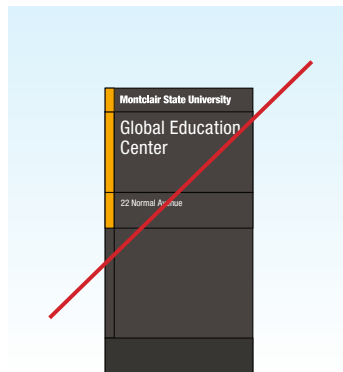 Montclair State University
Global Education
Center
22 Normal Avenue